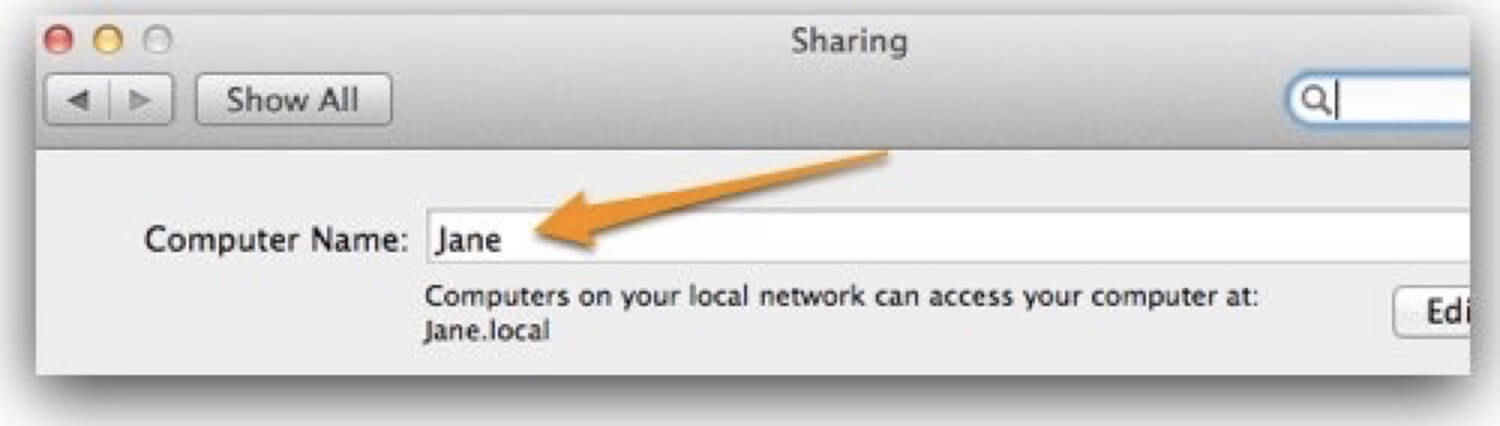 Sharing
Show All
Computer Name: Jane
Computers on your local network can access your computer at:
Jane.local
Edi